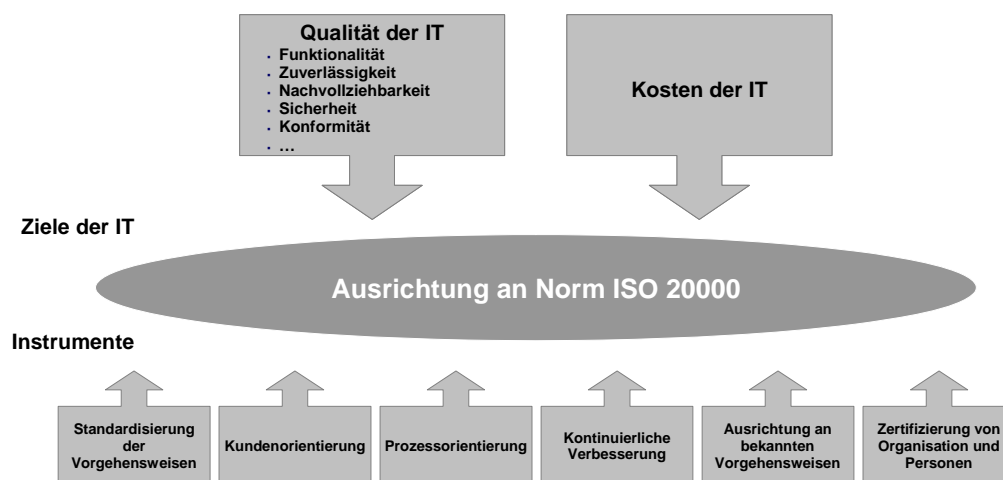 Qualität der IT
· Funktionalität
· Zuverlässigkeit
· Nachvollziehbarkeit
· Sicherheit
· Konformität
· ...
Kosten der IT
Ziele der IT
Ausrichtung an Norm ISO 20000
Instrumente
Standardisierung
der
Vorgehensweisen
Kundenorientierung
Prozessorientierung
Kontinuierliche
Verbesserung
Ausrichtung an
bekannten
Vorgehensweisen
Zertifizierung von
Organisation und
Personen